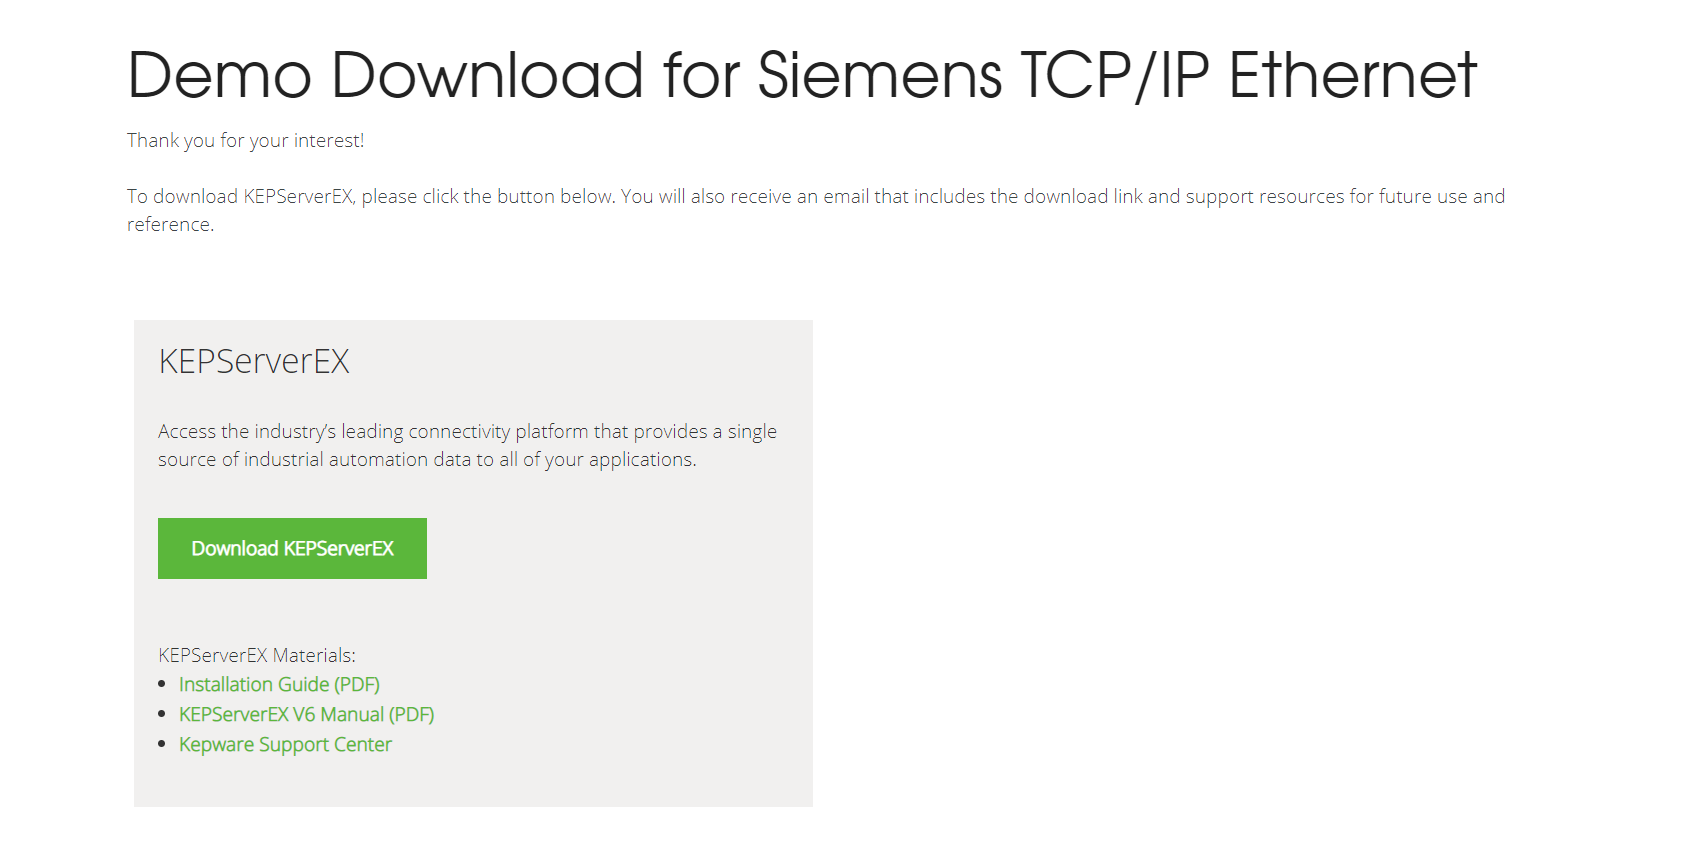 Demo Download for Siemens TCP/IP Ethernet
Thank you for your interest!
To download KEPServerEX, please click the button below. You will also receive an email that includes the download link and support resources for future use and
reference.
KEPServerEX
Access the industry’s leading connectivity platform that provides a single
source of industrial automation data to all of your applications.
Download KEPServerEX
KEPServerEX Materials:
• Installation Guide (PDF)
• KEPServerEX V6 Manual (PDF)
• Kepware Support Center